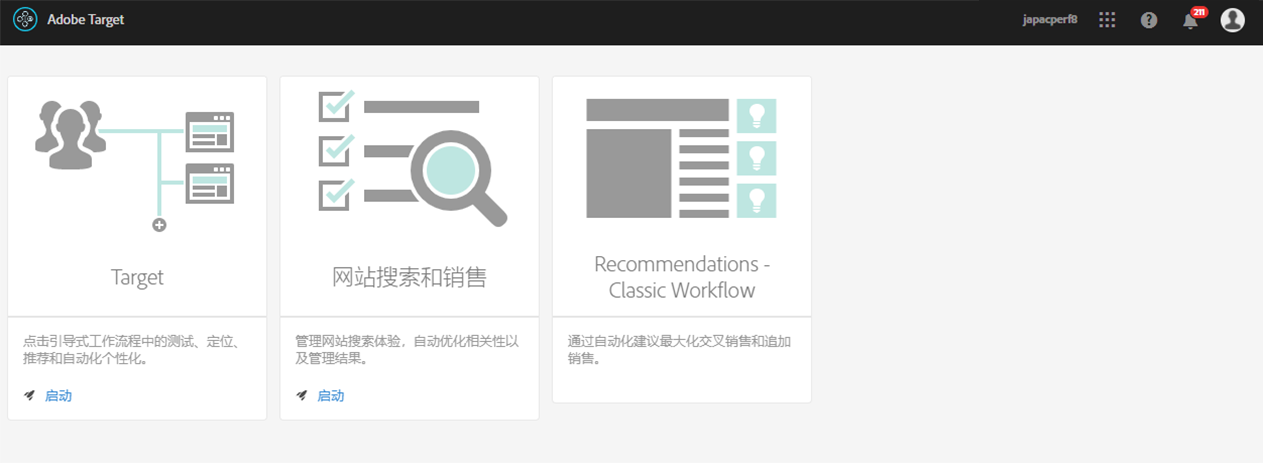 Adobe Target
japacperf8
211
Target
点击引导式工作流程中的测试、定位、
推荐和自动化个性化。
启动
网站搜索和销售
管理网站搜索体验，自动优化相关性以
及管理结果。
启动
Recommendations -
Classic Workflow
通过自动化建议最大化交叉销售和追加
销售。